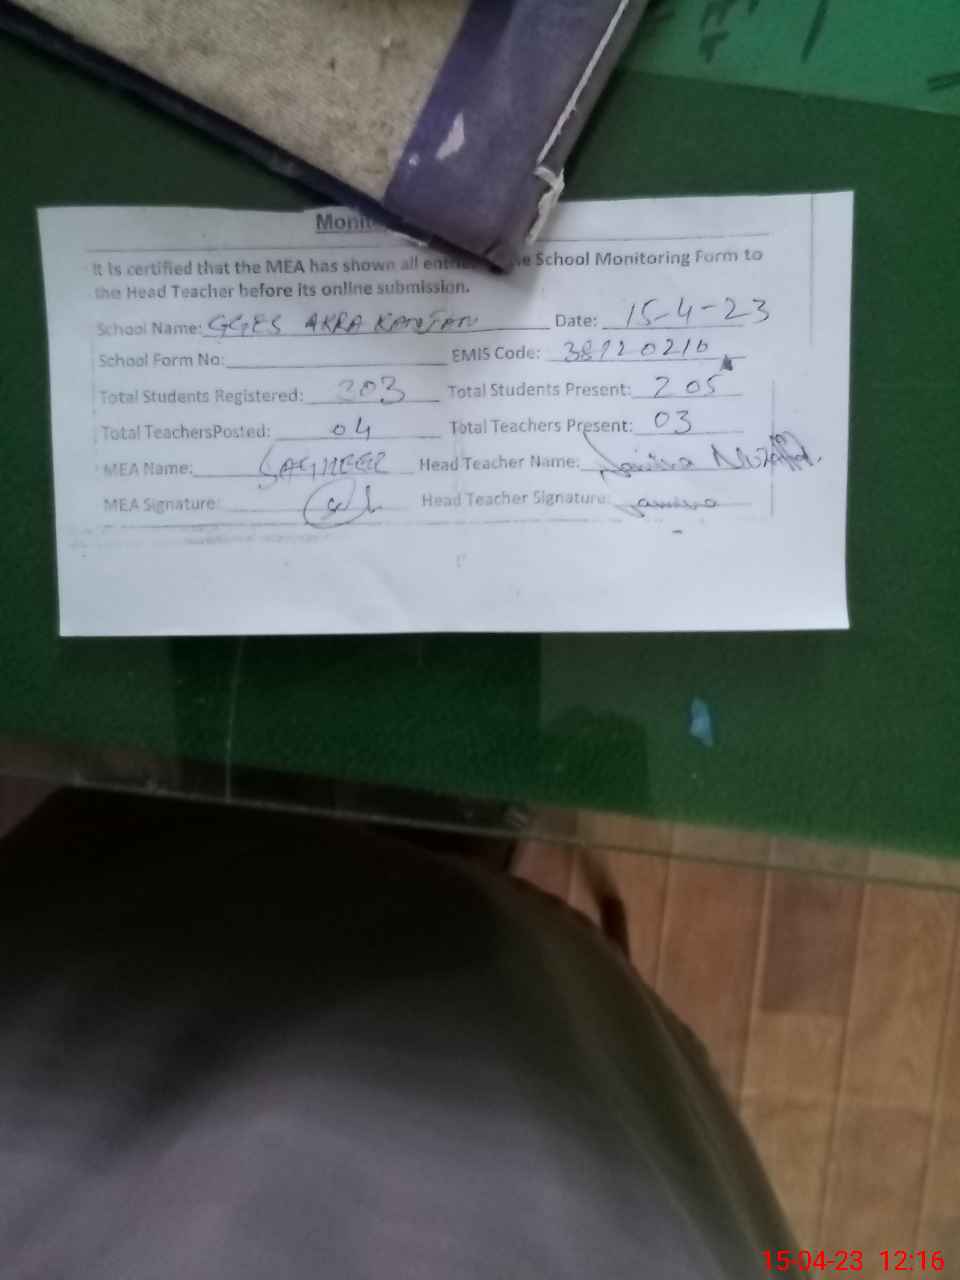 It is certified that the MEA has shown all School Monitoring Form to
the Head Teacher before its online submission.
School Name: GGES AKRA Date: 15-4-23
School Form No: EMIS Code: 38120210
Total Students Registered: 303 Total Students Present: 205
Total TeachersPosted: 04 Total Teachers Present: 03
MEA Name: SAGHEER Head Teacher Name:
MEA Signature: Head Teacher Signature:
15-04-23 12:16